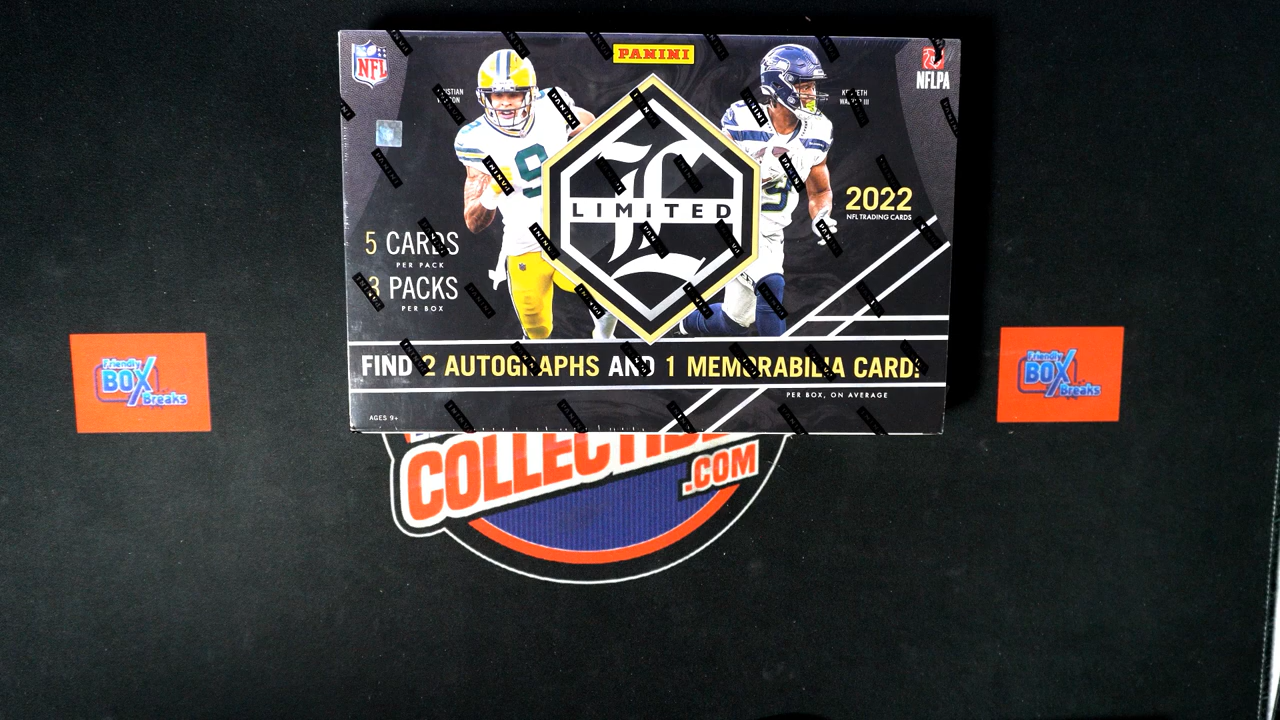 PANINI
NFL
NFLPA
L
LIMITED
2022
NFL TRADING CARDS
5 CARDS
PER PACK
3 PACKS
PER BOX
FIND 2 AUTOGRAPHS AND 1 MEMORABILIA CARD!
PER BOX, ON AVERAGE
AGES 9+
Friendly
BOX
Breaks
Friendly
BOX
Breaks
.COM